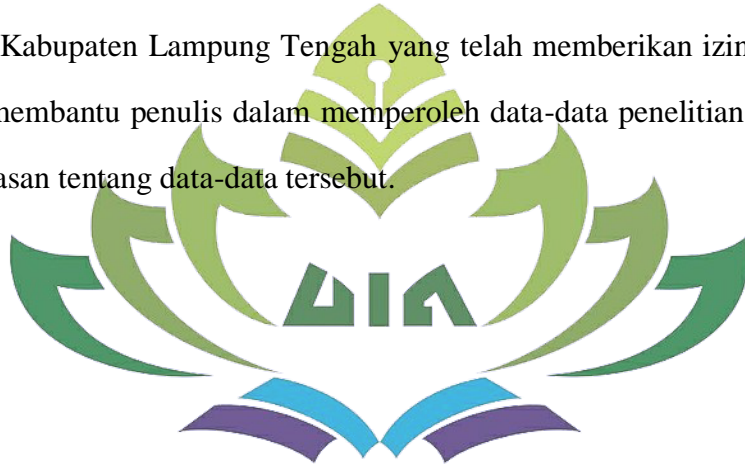 Kabupaten Lampung Tengah yang telah memberikan izin
membantu penulis dalam memperoleh data-data penelitian
asan tentang data-data tersebut.
UIN